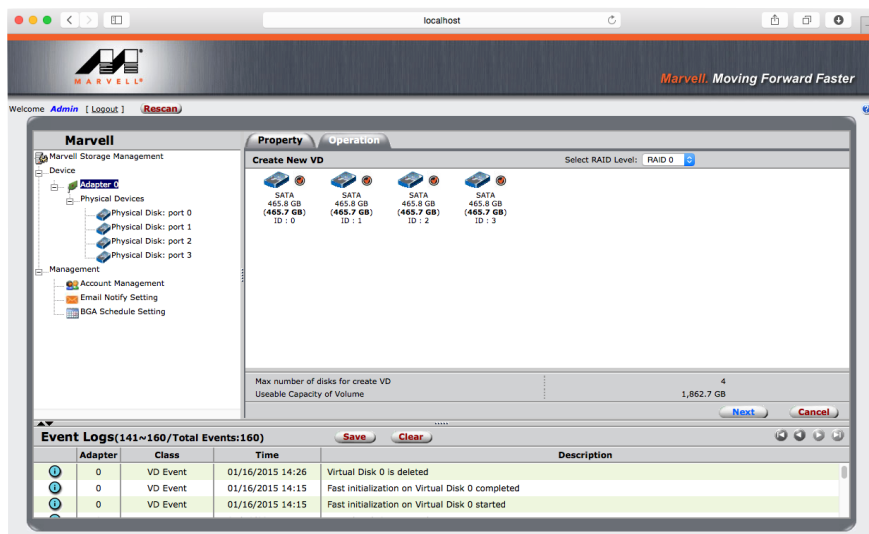 localhost
MARVELL®
Marvell. Moving Forward Faster
Welcome Admin [ Logout ] Rescan
Marvell
Marvell Storage Management
Device
Adapter 0
Physical Devices
Physical Disk: port 0
Physical Disk: port 1
Physical Disk: port 2
Physical Disk: port 3
Management
Account Management
Email Notify Setting
BGA Schedule Setting
Property Operation
Create New VD Select RAID Level: RAID 0
SATA SATA SATA SATA
465.8 GB 465.8 GB 465.8 GB 465.8 GB
(465.7 GB) (465.7 GB) (465.7 GB) (465.7 GB)
ID : 0 ID : 1 ID : 2 ID : 3
Max number of disks for create VD 4
Useable Capacity of Volume 1,862.7 GB
Next Cancel
Event Logs(141~160/Total Events:160) Save Clear
Adapter Class Time Description
0 VD Event 01/16/2015 14:26 Virtual Disk 0 is deleted
0 VD Event 01/16/2015 14:15 Fast initialization on Virtual Disk 0 completed
0 VD Event 01/16/2015 14:15 Fast initialization on Virtual Disk 0 started